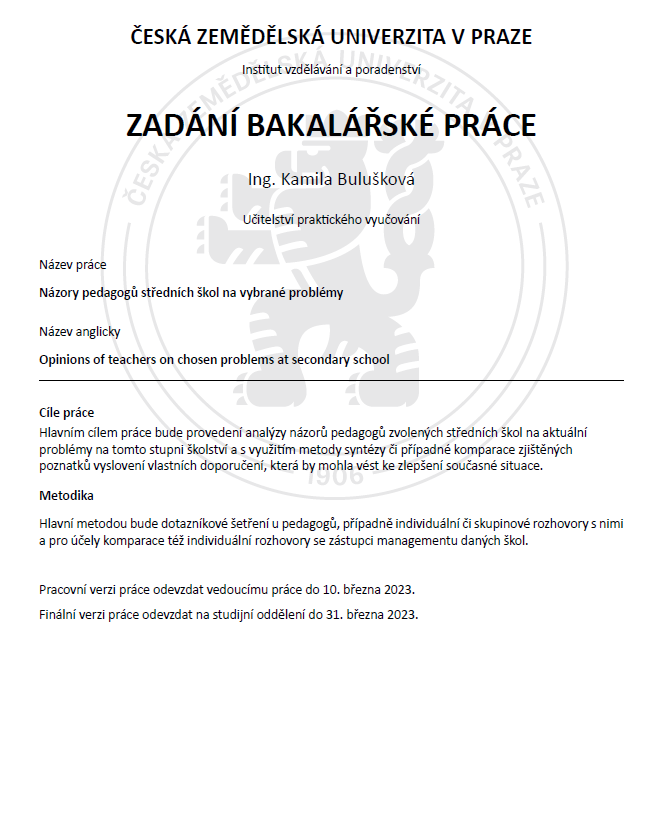 ČESKÁ ZEMĚDĚLSKÁ UNIVERZITA V PRAZE
Institut vzdělávání a poradenství
ZADÁNÍ BAKALÁŘSKÉ PRÁCE
Ing. Kamila Bulušková
Učitelství praktického vyučování
Název práce
Názory pedagogů středních škol na vybrané problémy
Název anglicky
Opinions of teachers on chosen problems at secondary school
Cíle práce
Hlavním cílem práce bude provedení analýzy názorů pedagogů zvolených středních škol na aktuální
problémy na tomto stupni školství a s využitím metody syntézy či případné komparace zjištěných
poznatků vyslovení vlastních doporučení, která by mohla vést ke zlepšení současné situace.
Metodika
Hlavní metodou bude dotazníkové šetření u pedagogů, případně individuální či skupinové rozhovory s nimi
a pro účely komparace též individuální rozhovory se zástupci managementu daných škol.
Pracovní verzi práce odevzdat vedoucímu práce do 10. března 2023.
Finální verzi práce odevzdat na studijní oddělení do 31. března 2023.
ČESKÁ ZEMĚDĚLSKÁ UNIVERZITA V PRAZE
1906